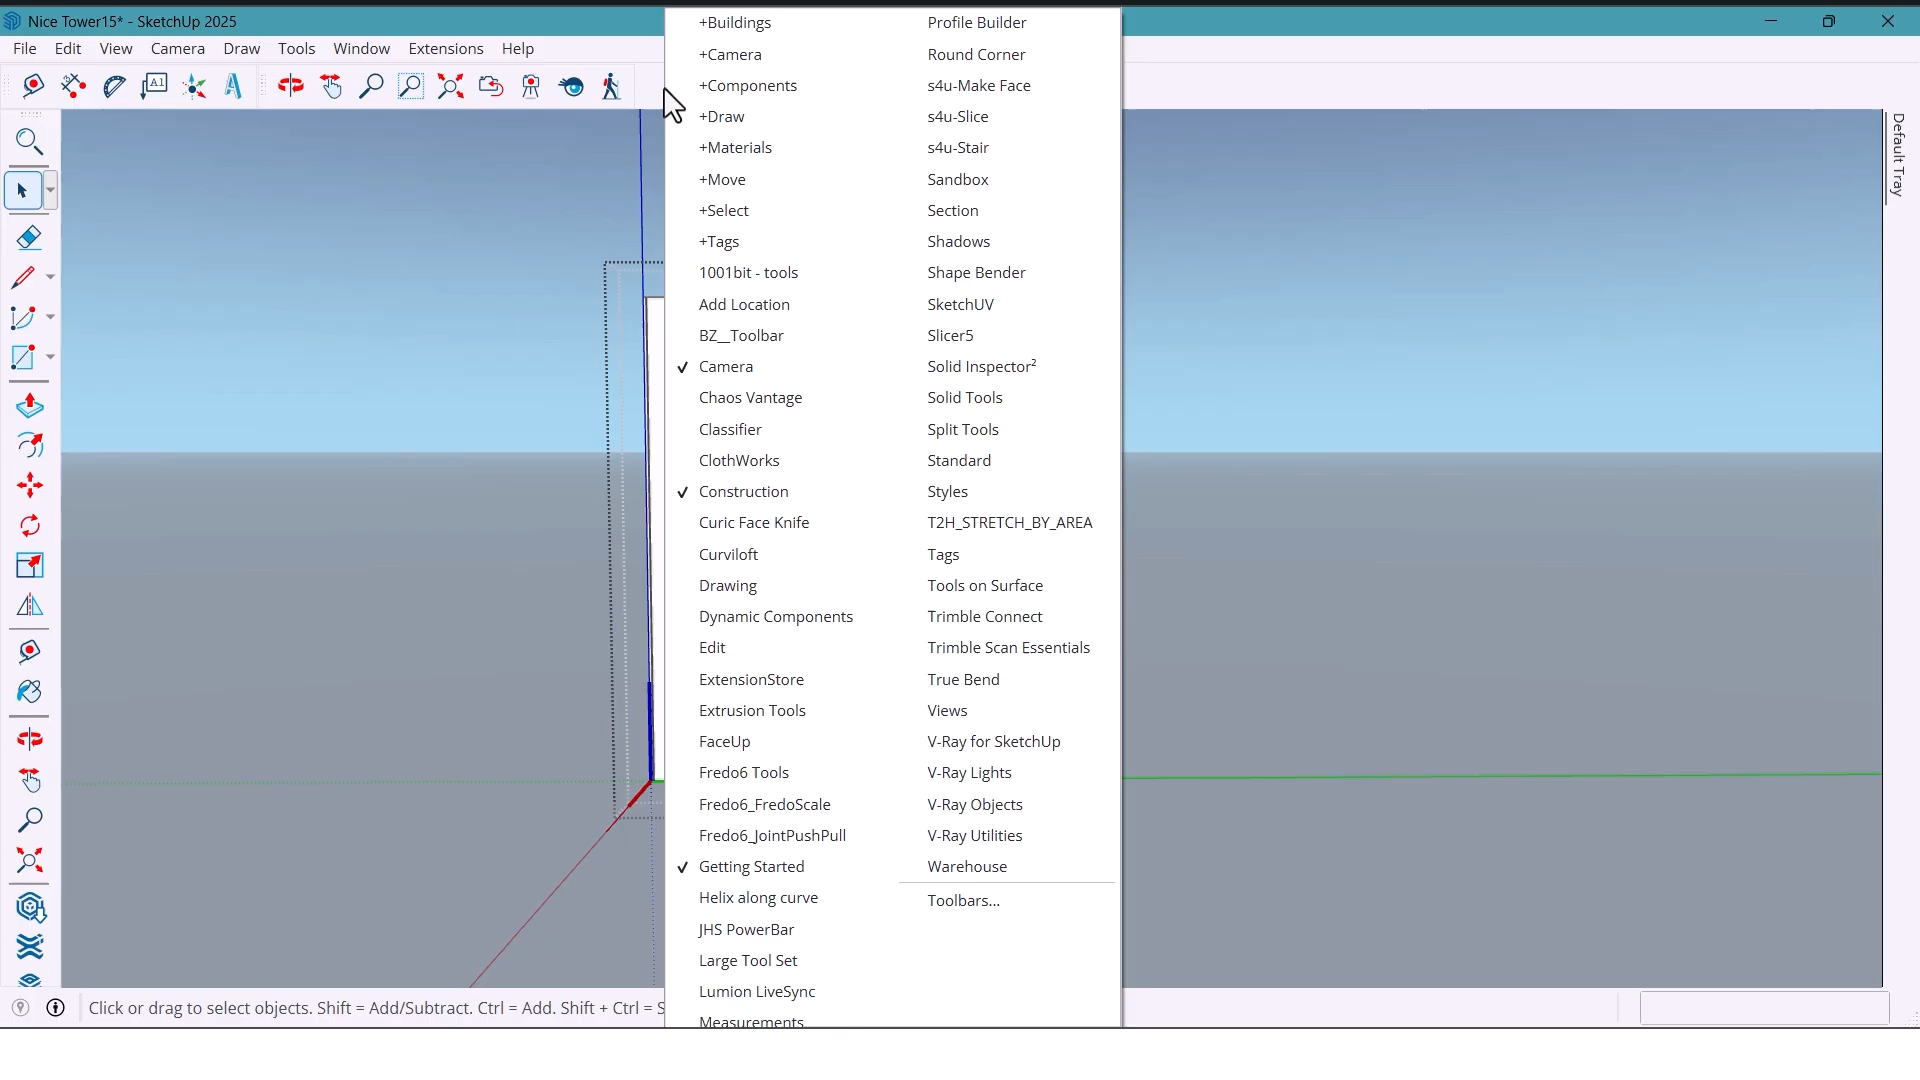 Nice Tower15* - SketchUp 2025
File Edit View Camera Draw Tools Window Extensions Help
A1
Default Tray
+Buildings
+Camera
+Components
+Draw
+Materials
+Move
+Select
+Tags
1001bit - tools
Add Location
BZ__Toolbar
Camera
Chaos Vantage
Classifier
ClothWorks
Construction
Curic Face Knife
Curviloft
Drawing
Dynamic Components
Edit
ExtensionStore
Extrusion Tools
FaceUp
Fredo6 Tools
Fredo6_FredoScale
Fredo6_JointPushPull
Getting Started
Helix along curve
JHS PowerBar
Large Tool Set
Lumion LiveSync
Measurements
Profile Builder
Round Corner
s4u-Make Face
s4u-Slice
s4u-Stair
Sandbox
Section
Shadows
Shape Bender
SketchUV
Slicer5
Solid Inspector²
Solid Tools
Split Tools
Standard
Styles
T2H_STRETCH_BY_AREA
Tags
Tools on Surface
Trimble Connect
Trimble Scan Essentials
True Bend
Views
V-Ray for SketchUp
V-Ray Lights
V-Ray Objects
V-Ray Utilities
Warehouse
Toolbars...
Click or drag to select objects. Shift = Add/Subtract. Ctrl = Add. Shift + Ctrl = S